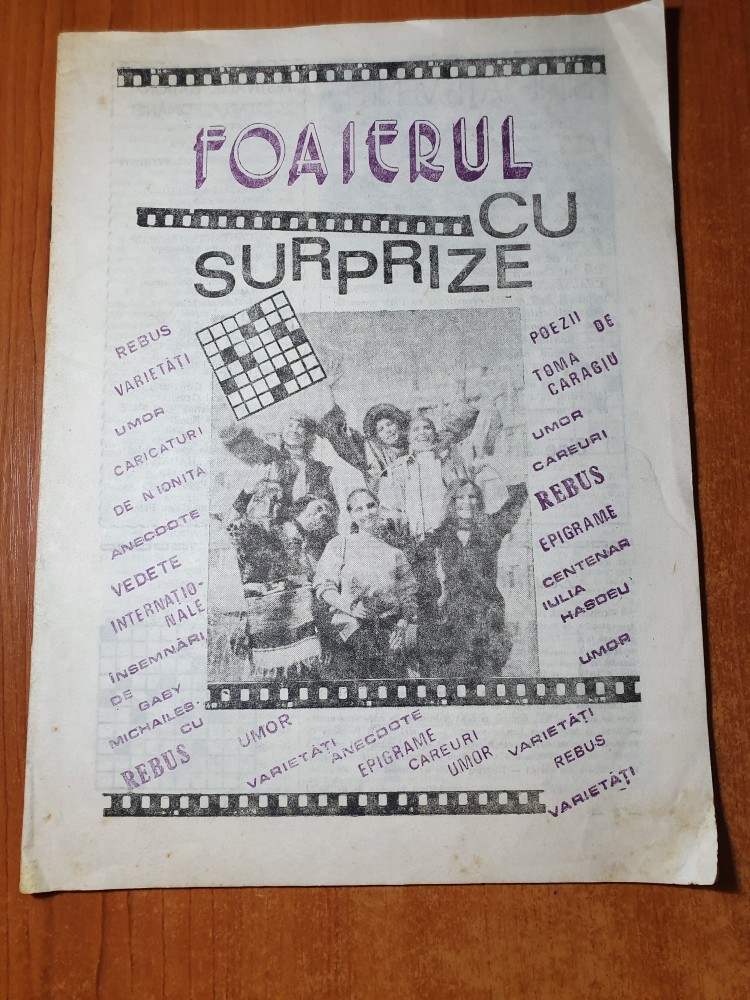 FOAIERUL
CU
SURPRIZE
REBUS
VARIETĂȚI
UMOR
CARICATURI
DE N IONIȚĂ
ANECDOTE
VEDETE
INTERNAȚIO-
NALE
ÎNSEMNĂRI
DE GABY
MICHAILES
CU
REBUS
POEZII DE
TOMA
CARAGIU
UMOR
CAREURI
REBUS
EPIGRAME
CENTENAR
IULIA
HASDEU
UMOR
UMOR
VARIETĂȚI
ANECDOTE
EPIGRAME
CAREURI
UMOR
VARIETĂȚI
REBUS
VARIETĂȚI